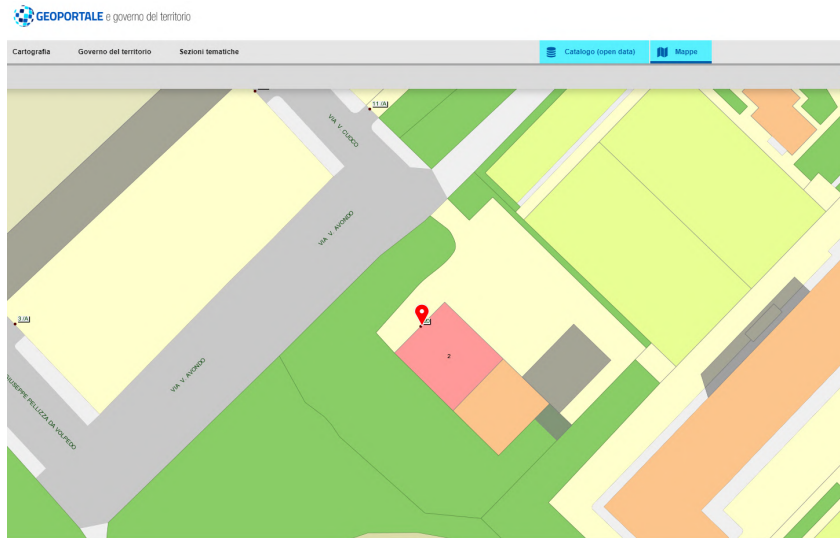 GEOPORTALE e governo del territorio
Cartografia Governo del territorio Sezioni tematiche Catalogo (open data) Mappe
11 /A
VIA V. CUOCO
VIA V. AVONDO
3 /A
2
VIA V. AVONDO
GIUSEPPE PELLIZZA DA VOLPEDO